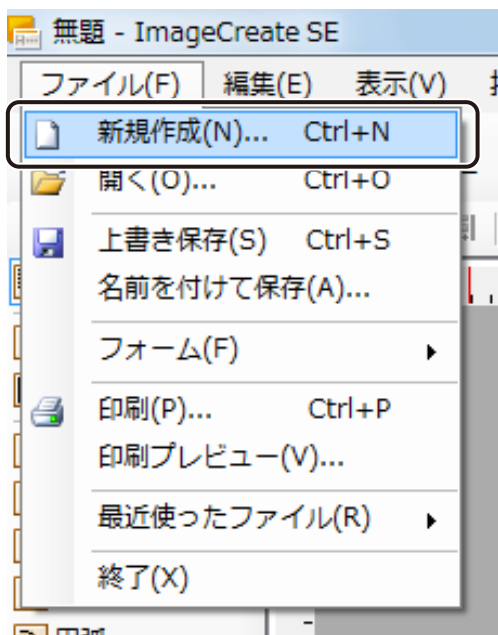 無題 - ImageCreate SE
ファイル(F) 編集(E) 表示(V)
新規作成(N)... Ctrl+N
開く(O)... Ctrl+O
上書き保存(S) Ctrl+S
名前を付けて保存(A)...
フォーム(F)
印刷(P)... Ctrl+P
印刷プレビュー(V)...
最近使ったファイル(R)
終了(X)